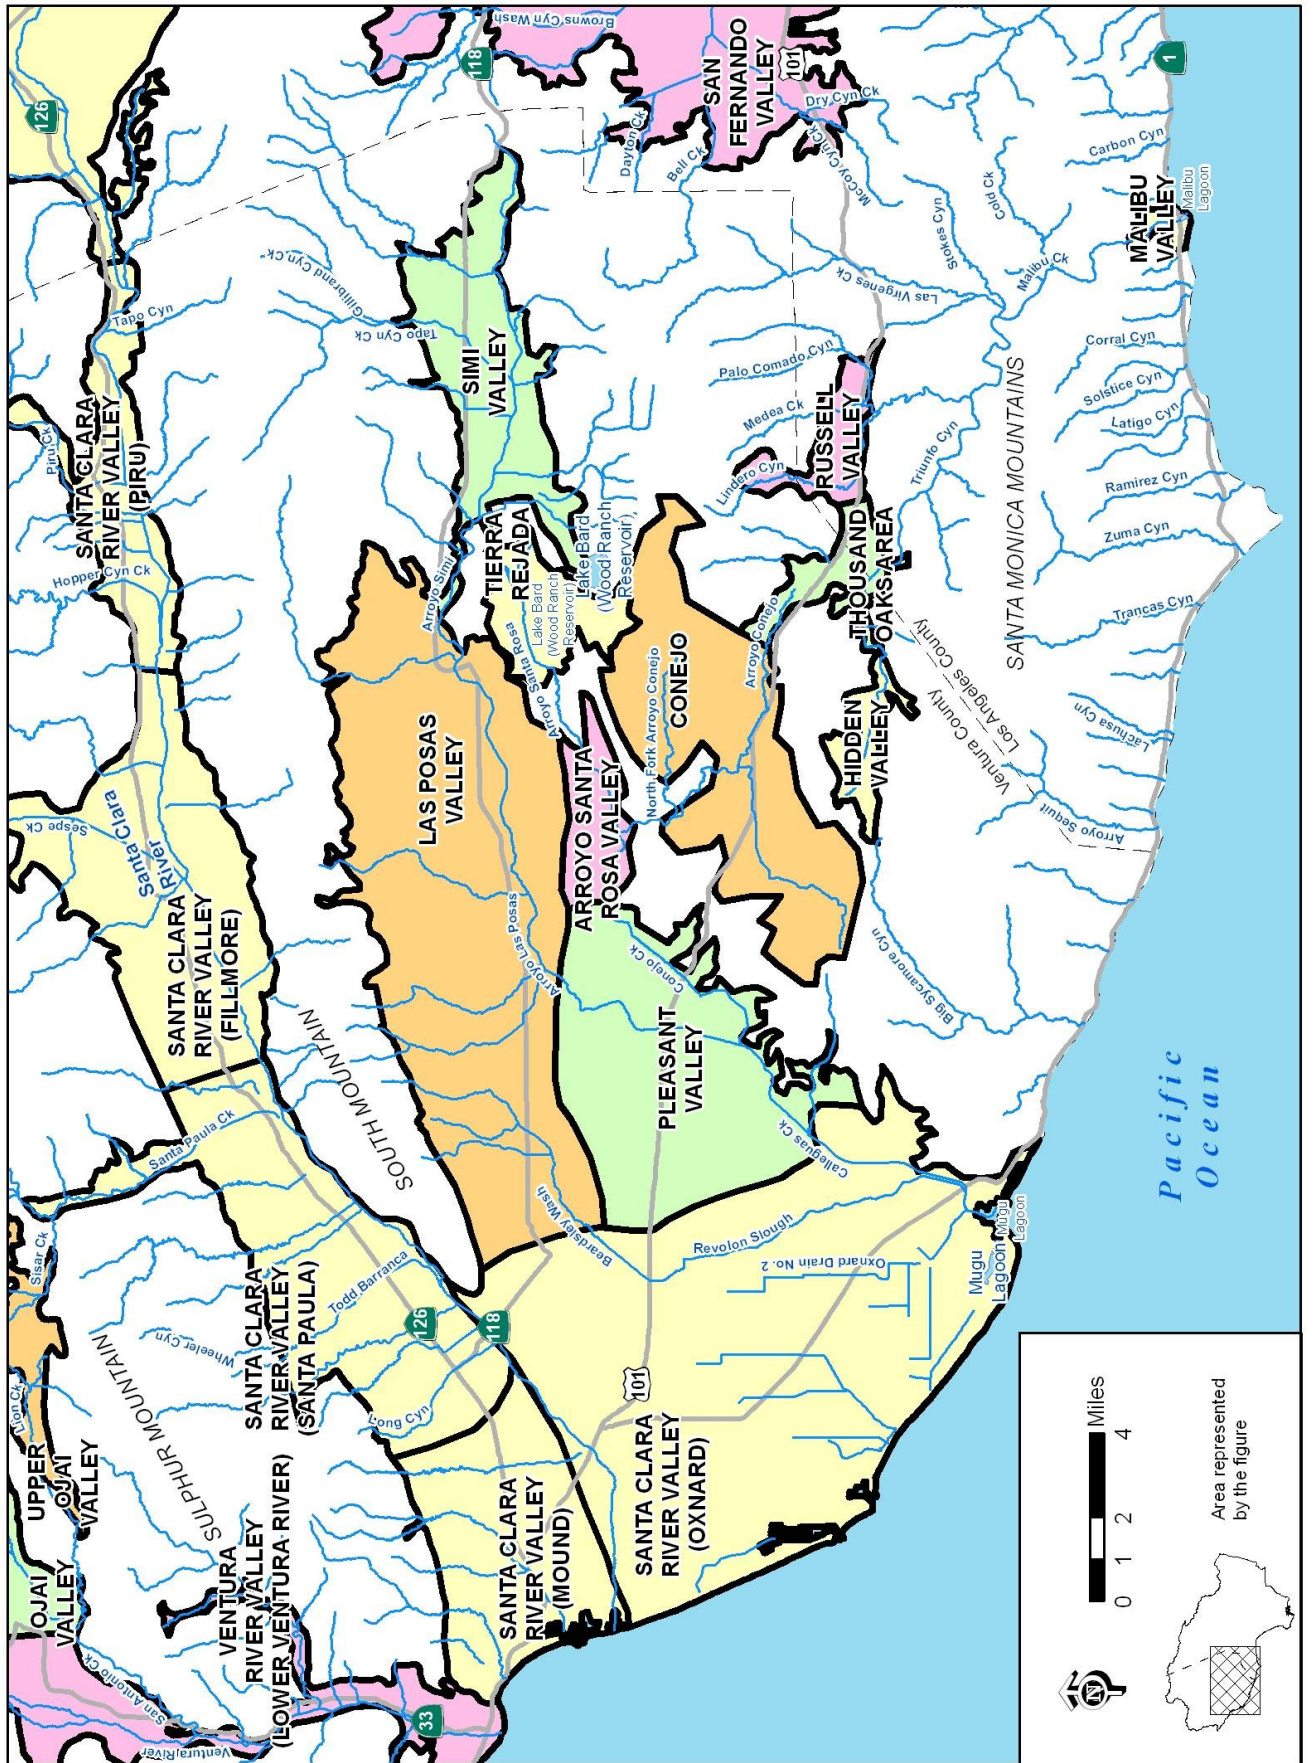 OJAI
VALLEY
UPPER
OJAI
VALLEY
Lion Ck
Sisar Ck
Sespe Ck
Piru Ck
126
San Antonio Ck
Ventura River
SULPHUR MOUNTAIN
Santa Paula Ck
Santa Clara
River
Hopper Cyn Ck
SANTA CLARA
RIVER VALLEY
(PIRU)
Tapo Cyn
VENTURA
RIVER VALLEY
(LOWER VENTURA RIVER)
Wheeler Cyn
SANTA CLARA
RIVER VALLEY
(SANTA PAULA)
SANTA CLARA
RIVER VALLEY
(FILLMORE)
Todd Barranca
Long Cyn
SOUTH MOUNTAIN
Gillibrand Cyn Ck
Tapo Cyn Ck
33
126
118
118
Browns Cyn Wash
LAS POSAS
VALLEY
Arroyo Simi
SIMI
VALLEY
SANTA CLARA
RIVER VALLEY
(MOUND)
Beardsley Wash
Arroyo Las Posas
Arroyo Santa Rosa
TIERRA
REJADA
Lake Bard
(Wood Ranch
Reservoir)
Lake Bard
(Wood Ranch
Reservoir)
ARROYO SANTA
ROSA VALLEY
101
SANTA CLARA
RIVER VALLEY
(OXNARD)
Revolon Slough
Oxnard Drain No. 2
PLEASANT
VALLEY
Conejo Ck
Calleguas Ck
North Fork Arroyo Conejo
CONEJO
Arroyo Conejo
Dayton Ck
Bell Ck
SAN
FERNANDO
VALLEY
101
Dry Cyn Ck
McCoy Cyn Ck
Lindero Cyn
Medea Ck
Palo Comado Cyn
RUSSELL
VALLEY
THOUSAND
OAKS AREA
HIDDEN
VALLEY
Las Virgenes Ck
Stokes Cyn
Cold Ck
Malibu Ck
Triunfo Cyn
Ventura County
Los Angeles County
Big Sycamore Cyn
Mugu
Lagoon
Mugu
Lagoon
SANTA MONICA MOUNTAINS
Arroyo Sequit
Lachusa Cyn
Trancas Cyn
Zuma Cyn
Ramirez Cyn
Latigo Cyn
Solstice Cyn
Corral Cyn
MALIBU
VALLEY
Malibu
Lagoon
Carbon Cyn
1
Pacific
Ocean
N
0 1 2 4
Miles
Area represented
by the figure